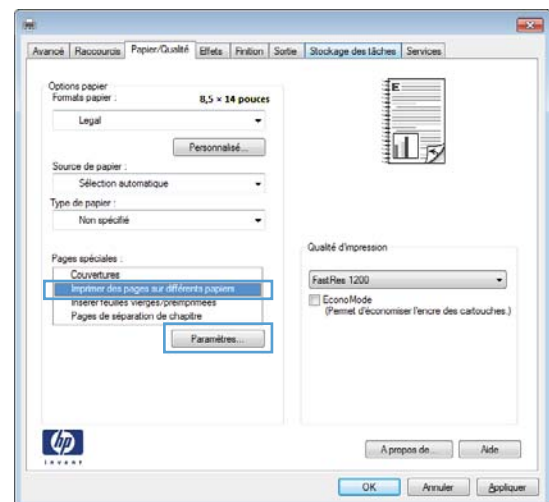 Avancé Raccourcis Papier/Qualité Effets Finition Sortie Stockage des tâches Services
Options papier
Formats papier :
8,5 × 14 pouces
Legal
Personnalisé...
Source de papier :
Sélection automatique
Type de papier :
Non spécifié
Pages spéciales :
Couvertures
Imprimer des pages sur différents papiers
Insérer feuilles vierges/préimprimées
Pages de séparation de chapitre
Paramètres...
E
Qualité d'impression
FastRes 1200
EconoMode
(Permet d'économiser l'encre des cartouches.)
hp
invent
A propos de...
Aide
OK
Annuler
Appliquer